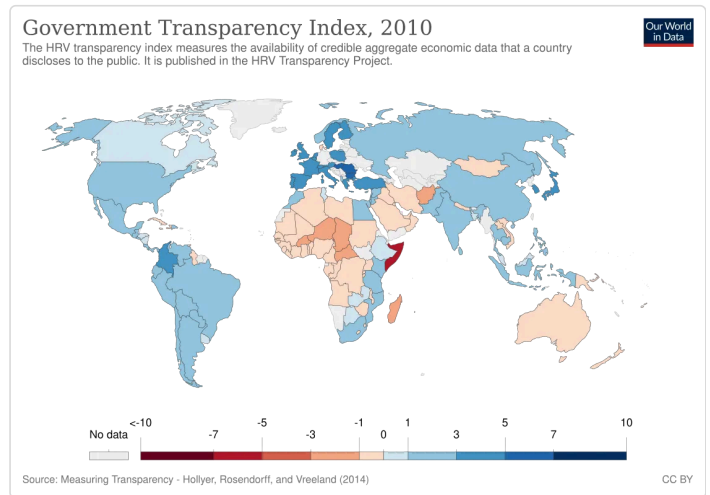 Government Transparency Index, 2010
Our World
in Data
The HRV transparency index measures the availability of credible aggregate economic data that a country
discloses to the public. It is published in the HRV Transparency Project.
No data
<-10
-7
-5
-3
-1
0
1
3
5
7
10
Source: Measuring Transparency - Hollyer, Rosendorff, and Vreeland (2014)
CC BY